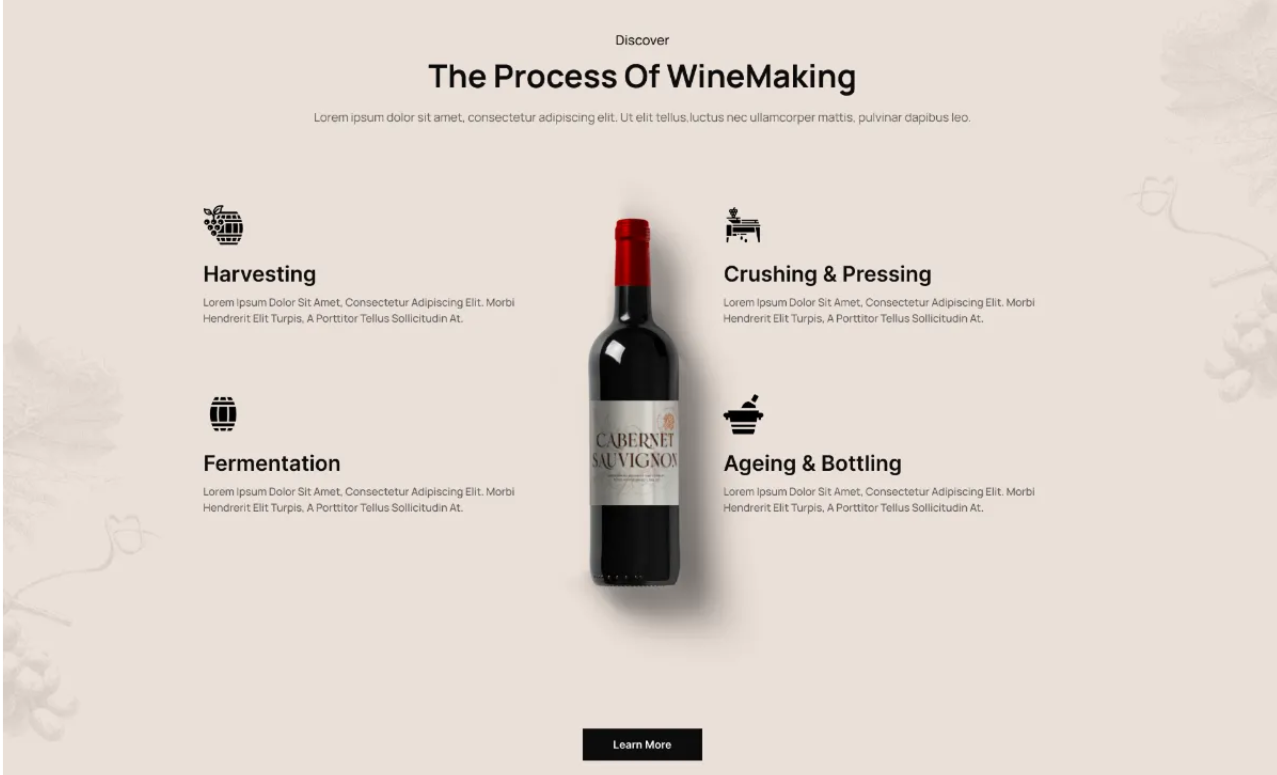 Discover
The Process Of WineMaking
Lorem ipsum dolor sit amet, consectetur adipiscing elit. Ut elit tellus,luctus nec ullamcorper mattis, pulvinar dapibus leo.
Harvesting
Lorem Ipsum Dolor Sit Amet, Consectetur Adipiscing Elit. Morbi
Hendrerit Elit Turpis, A Porttitor Tellus Sollicitudin At.
Crushing & Pressing
Lorem Ipsum Dolor Sit Amet, Consectetur Adipiscing Elit. Morbi
Hendrerit Elit Turpis, A Porttitor Tellus Sollicitudin At.
CABERNET
SAUVIGNON
Fermentation
Lorem Ipsum Dolor Sit Amet, Consectetur Adipiscing Elit. Morbi
Hendrerit Elit Turpis, A Porttitor Tellus Sollicitudin At.
Ageing & Bottling
Lorem Ipsum Dolor Sit Amet, Consectetur Adipiscing Elit. Morbi
Hendrerit Elit Turpis, A Porttitor Tellus Sollicitudin At.
Learn More